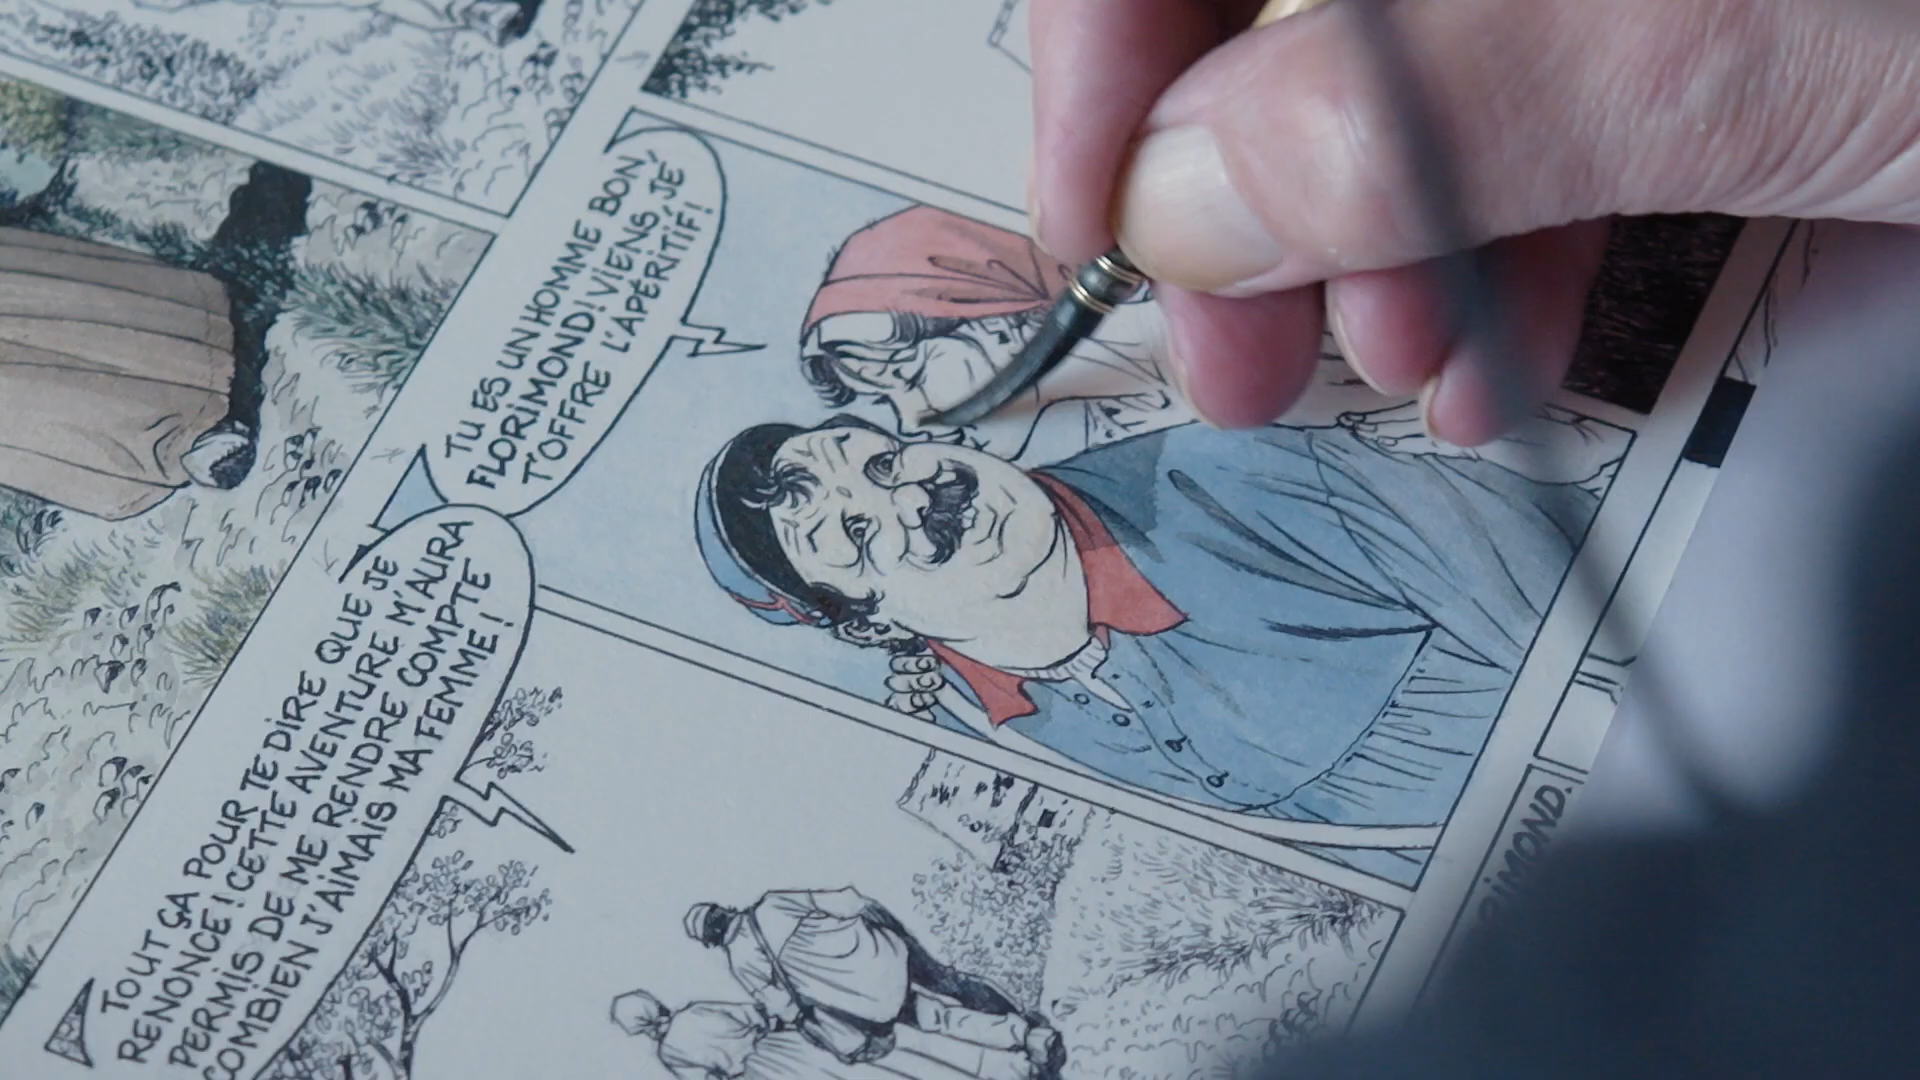 TU ES UN HOMME BON
FLORIMOND! VIENS, JE
T'OFFRE L'APÉRITIF!
TOUT ÇA POUR TE DIRE QUE JE
RENONCE! CETTE AVENTURE M'AURA
PERMIS DE ME RENDRE COMPTE
COMBIEN J'AIMAIS MA FEMME!